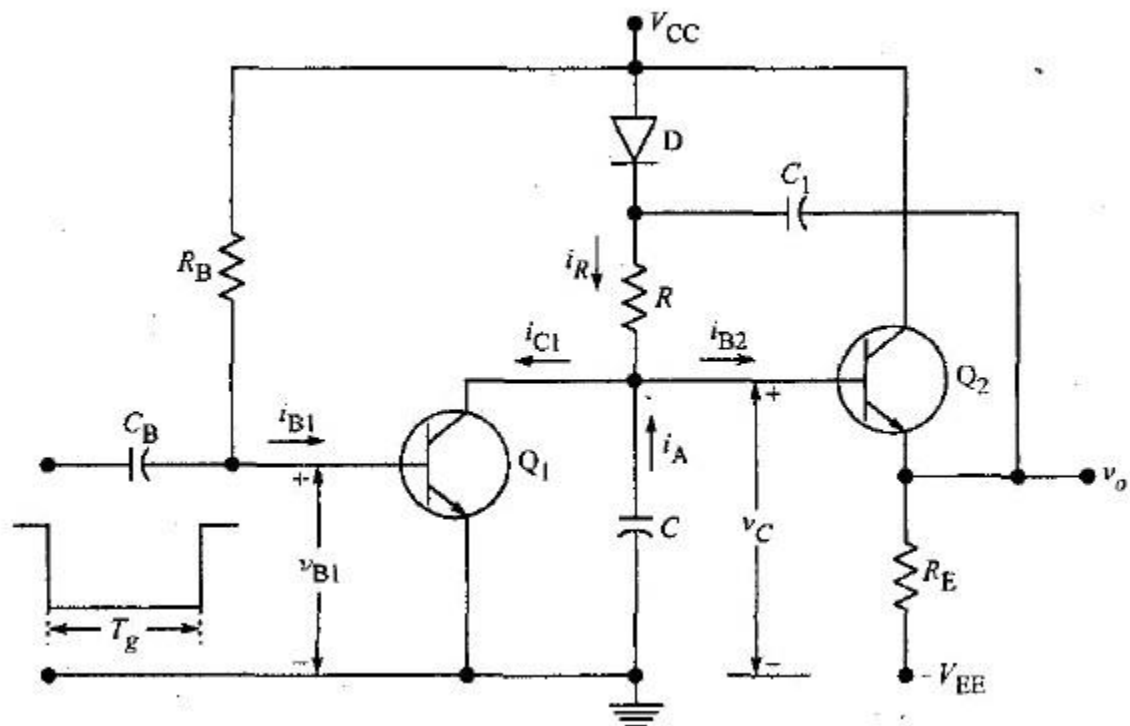 V_CC
D
C_1
i_R
R
R_B
i_C1
i_B2
Q_2
C_B
i_B1
Q_1
i_A
v_o
C
v_C
v_B1
R_E
T_g
+
+
−
−
- V_EE